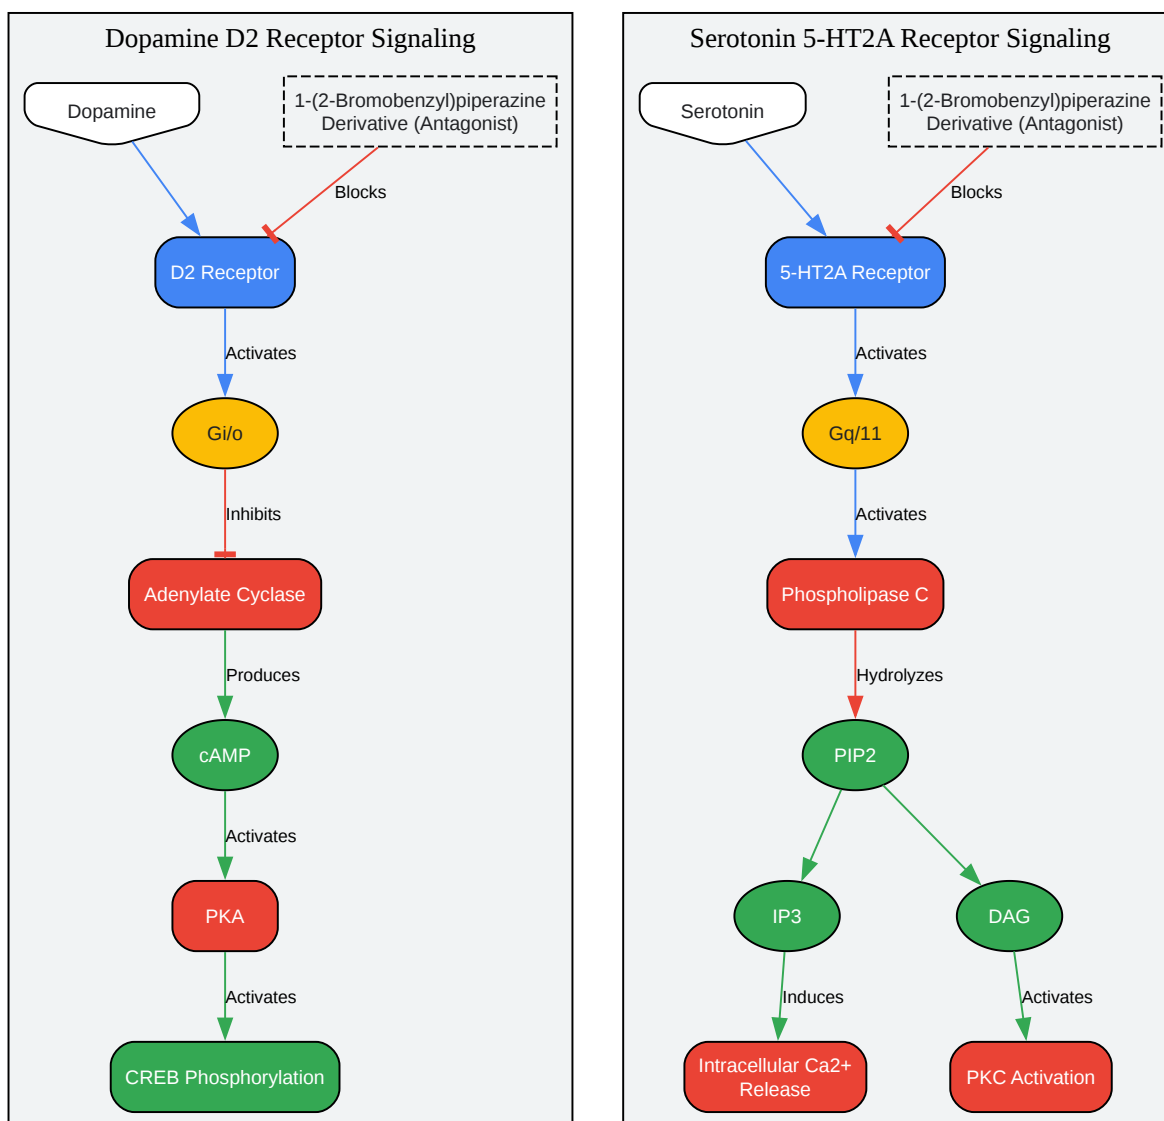 Dopamine D2 Receptor Signaling
Dopamine
1-(2-Bromobenzyl)piperazine
Derivative (Antagonist)
Blocks
D2 Receptor
Activates
Gi/o
Inhibits
Adenylate Cyclase
Produces
cAMP
Activates
PKA
Activates
CREB Phosphorylation
Serotonin 5-HT2A Receptor Signaling
Serotonin
1-(2-Bromobenzyl)piperazine
Derivative (Antagonist)
Blocks
5-HT2A Receptor
Activates
Gq/11
Activates
Phospholipase C
Hydrolyzes
PIP2
IP3
DAG
Induces
Activates
Intracellular Ca2+
Release
PKC Activation